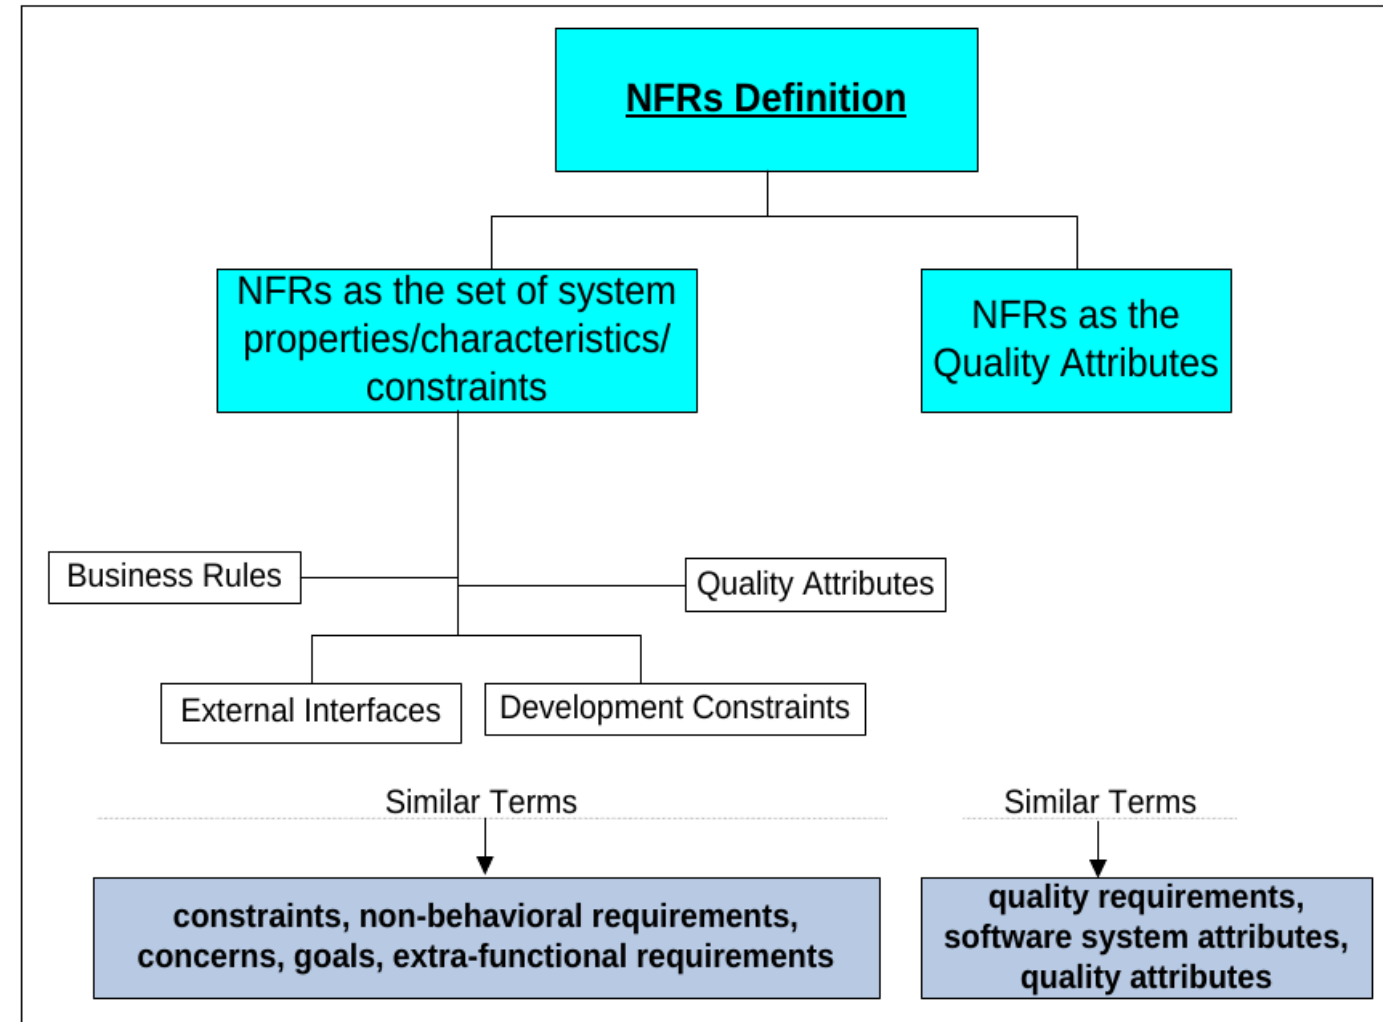 NFRs Definition
NFRs as the set of system
properties/characteristics/
constraints
NFRs as the
Quality Attributes
Business Rules
Quality Attributes
External Interfaces
Development Constraints
Similar Terms
Similar Terms
constraints, non-behavioral requirements,
concerns, goals, extra-functional requirements
quality requirements,
software system attributes,
quality attributes